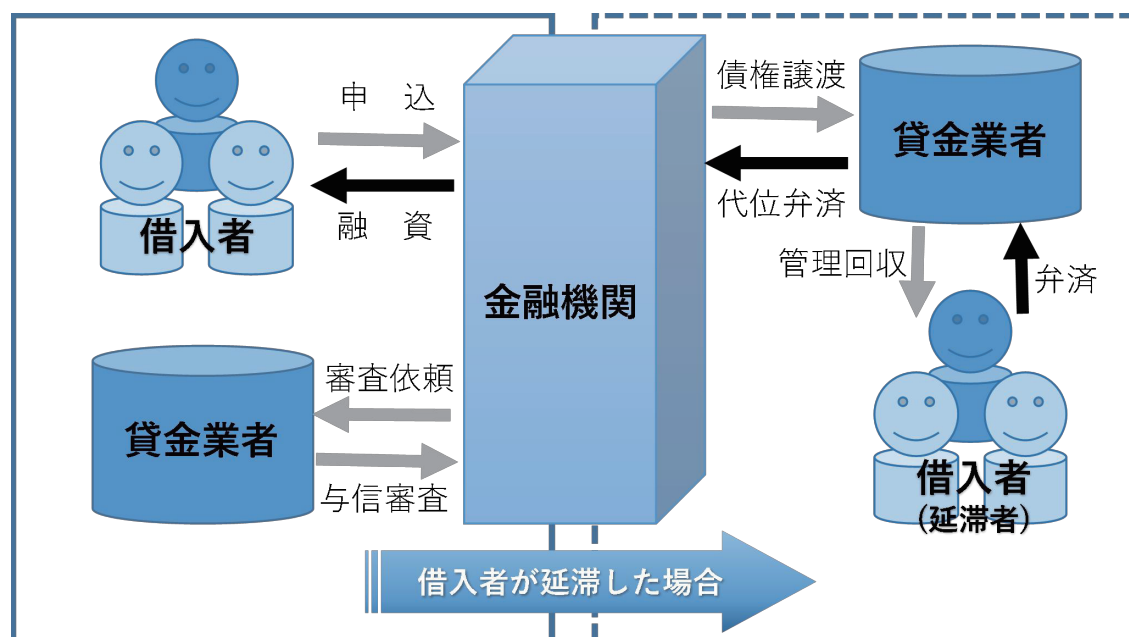 申　込
融　資
借入者
審査依頼
貸金業者
与信審査
金融機関
債権譲渡
貸金業者
代位弁済
管理回収
弁済
借入者
(延滞者)
借入者が延滞した場合